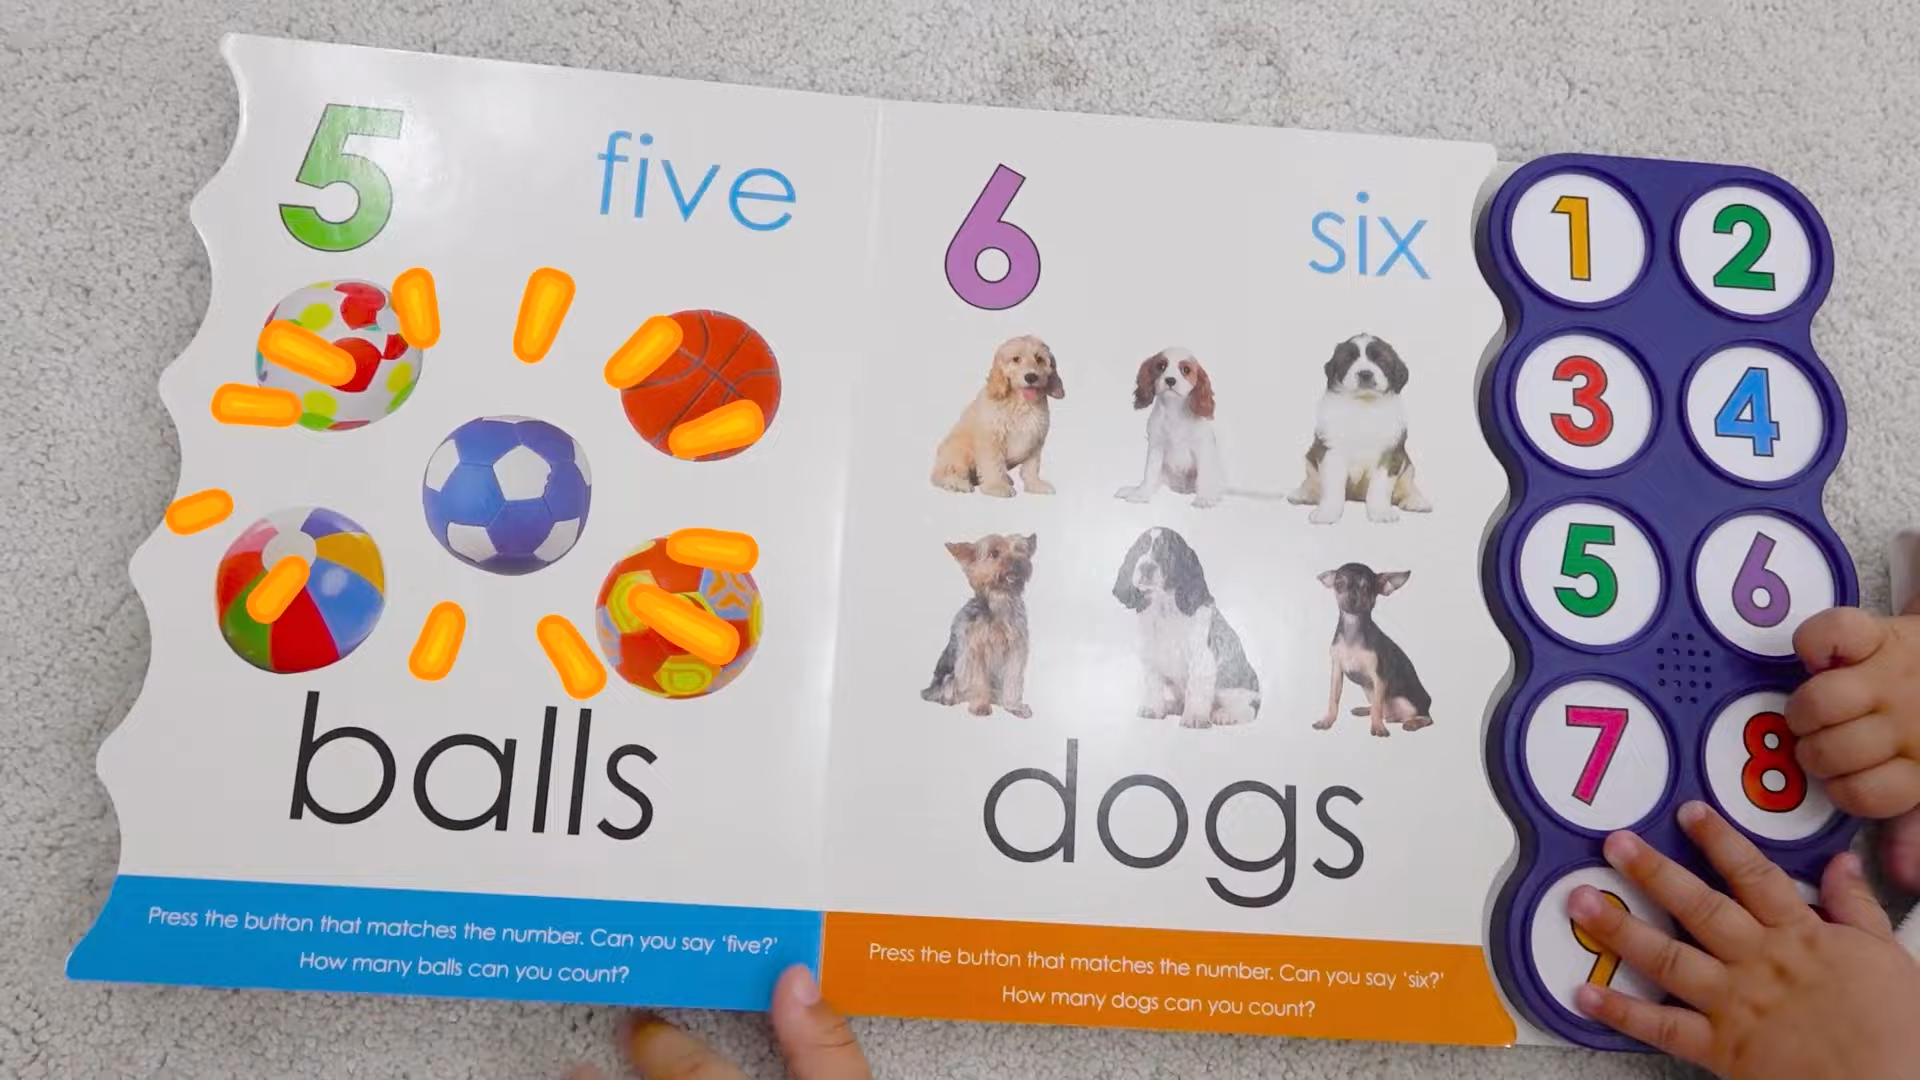 5 five
balls
Press the button that matches the number. Can you say 'five?'
How many balls can you count?
6 six
dogs
Press the button that matches the number. Can you say 'six?'
How many dogs can you count?
1 2
3 4
5 6
7 8
9